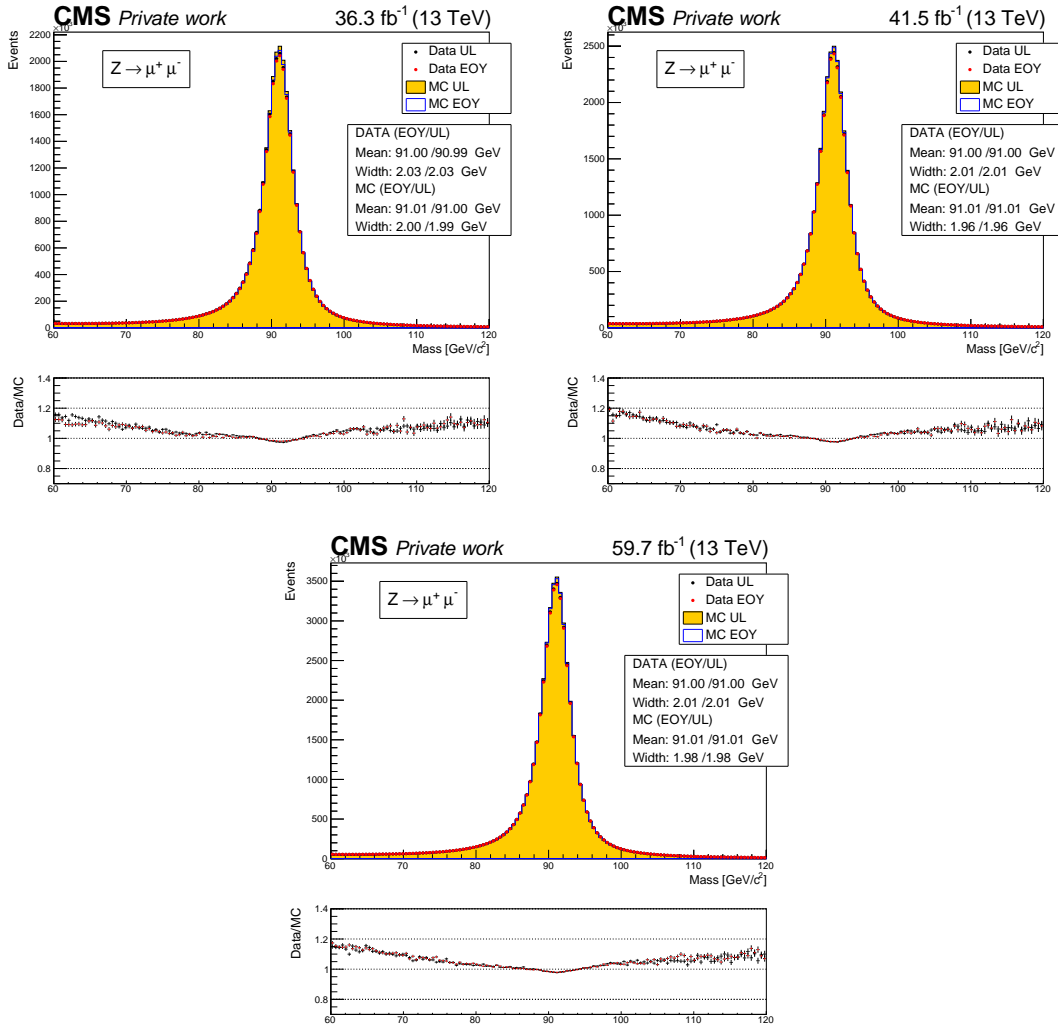 CMS Private work 36.3 fb⁻¹ (13 TeV)
×10³
Events
2200
2000
1800
1600
1400
1200
1000
800
600
400
200
0
Z → μ⁺ μ⁻
Data UL
Data EOY
MC UL
MC EOY
DATA (EOY/UL)
Mean: 91.00 /90.99 GeV
Width: 2.03 /2.03 GeV
MC (EOY/UL)
Mean: 91.01 /91.00 GeV
Width: 2.00 /1.99 GeV
60 70 80 90 100 110 120
Mass [GeV/c²]
Data/MC
1.4
1.2
1
0.8
60 70 80 90 100 110 120
CMS Private work 41.5 fb⁻¹ (13 TeV)
×10³
Events
2500
2000
1500
1000
500
0
Z → μ⁺ μ⁻
Data UL
Data EOY
MC UL
MC EOY
DATA (EOY/UL)
Mean: 91.00 /91.00 GeV
Width: 2.01 /2.01 GeV
MC (EOY/UL)
Mean: 91.01 /91.01 GeV
Width: 1.96 /1.96 GeV
60 70 80 90 100 110 120
Mass [GeV/c²]
Data/MC
1.4
1.2
1
0.8
60 70 80 90 100 110 120
CMS Private work 59.7 fb⁻¹ (13 TeV)
×10³
Events
3500
3000
2500
2000
1500
1000
500
0
Z → μ⁺ μ⁻
Data UL
Data EOY
MC UL
MC EOY
DATA (EOY/UL)
Mean: 91.00 /91.00 GeV
Width: 2.01 /2.01 GeV
MC (EOY/UL)
Mean: 91.01 /91.01 GeV
Width: 1.98 /1.98 GeV
60 70 80 90 100 110 120
Mass [GeV/c²]
Data/MC
1.4
1.2
1
0.8
60 70 80 90 100 110 120